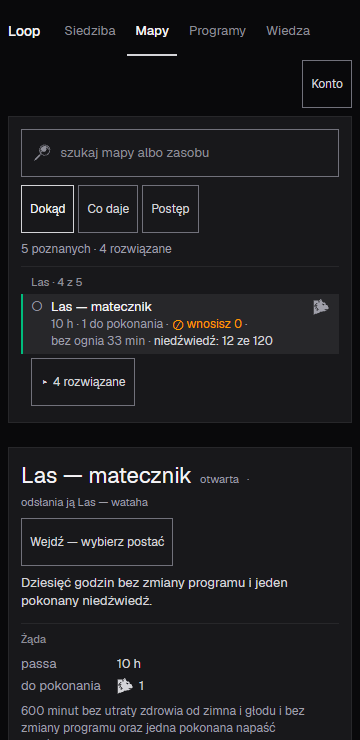 Loop Siedziba Mapy Programy Wiedza
Konto
szukaj mapy albo zasobu
Dokąd Co daje Postęp
5 poznanych · 4 rozwiązane
Las · 4 z 5
Las — matecznik
10 h · 1 do pokonania · wnosisz 0 ·
bez ognia 33 min · niedźwiedź: 12 ze 120
▸ 4 rozwiązane
Las — matecznik otwarta ·
odsłania ją Las — wataha
Wejdź — wybierz postać
Dziesięć godzin bez zmiany programu i jeden
pokonany niedźwiedź.
Żąda
passa 10 h
do pokonania 1
600 minut bez utraty zdrowia od zimna i głodu i bez
zmiany programu oraz jedna pokonana napaść